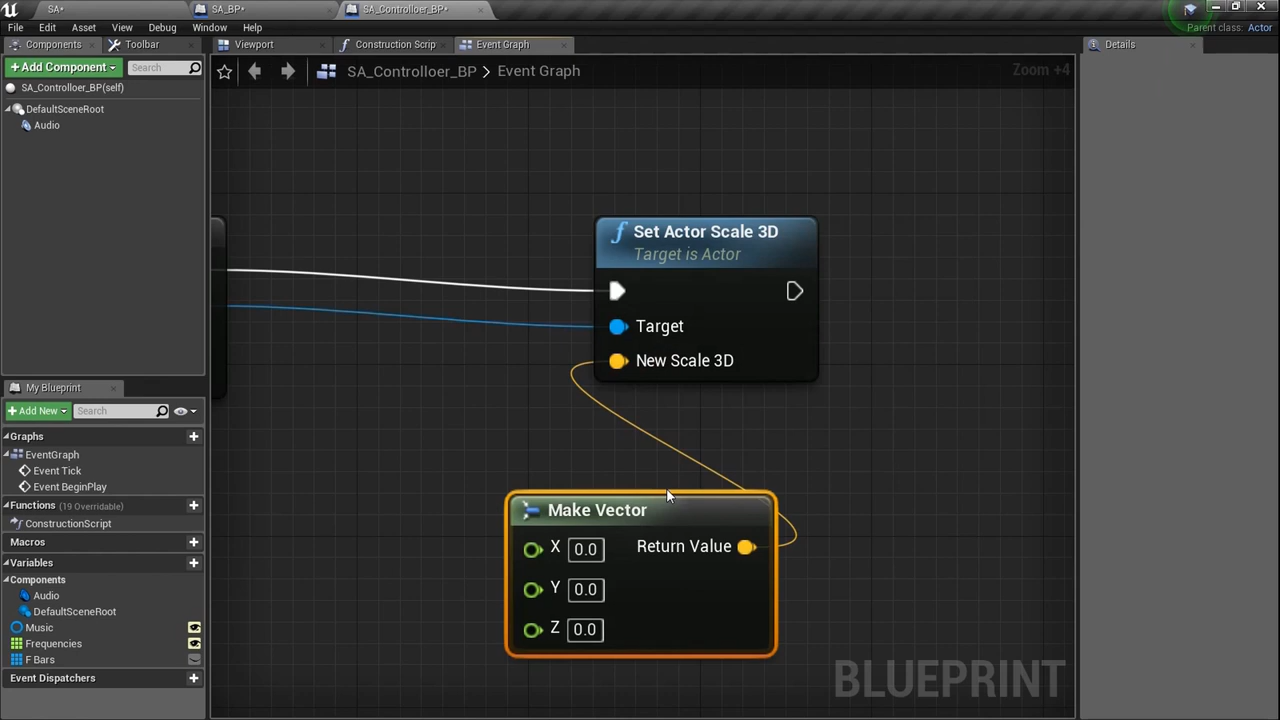 SA*
SA_BP*
SA_Controlloer_BP*
File Edit Asset View Debug Window Help
Parent class: Actor
Components
Toolbar
Viewport
Construction Scrip
Event Graph
Details
+Add Component
Search
SA_Controlloer_BP > Event Graph
Zoom +4
SA_Controlloer_BP(self)
DefaultSceneRoot
Audio
Set Actor Scale 3D
Target is Actor
Target
New Scale 3D
My Blueprint
+Add New
Search
Graphs
EventGraph
Event Tick
Event BeginPlay
Functions (19 Overridable)
ConstructionScript
Macros
Variables
Components
Audio
DefaultSceneRoot
Music
Frequencies
F Bars
Event Dispatchers
Make Vector
X 0.0 Return Value
Y 0.0
Z 0.0
BLUEPRINT